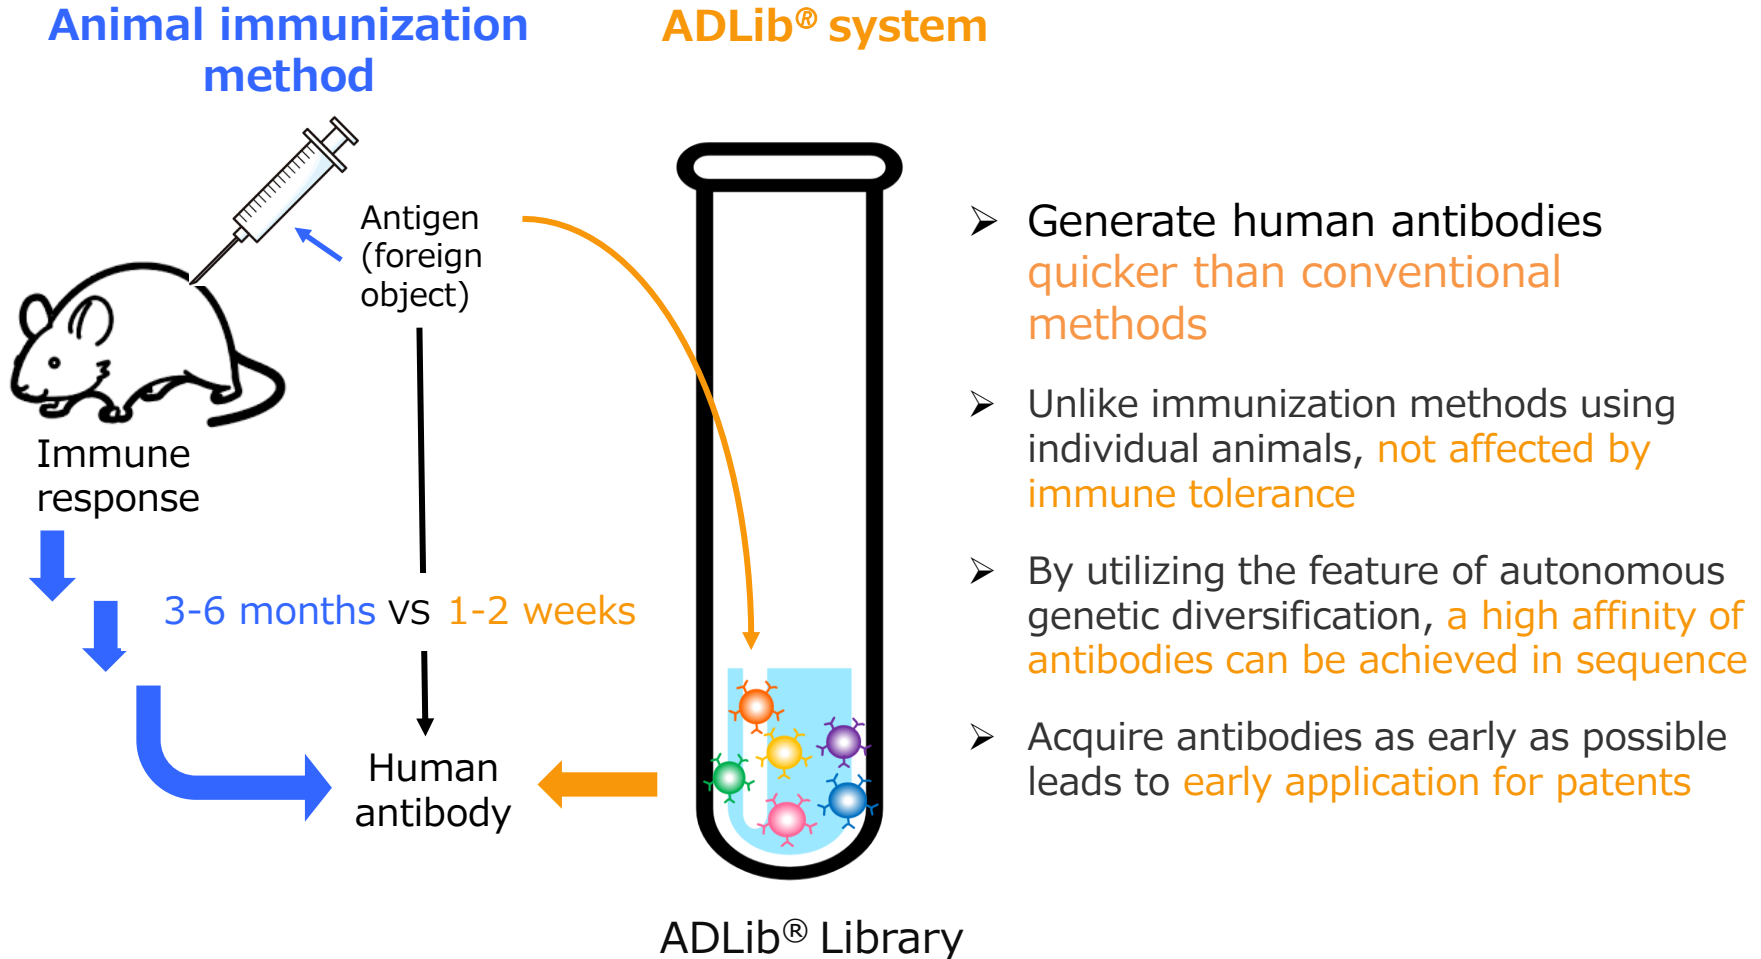 Animal immunization
method
ADLib® system
Antigen
(foreign
object)
Immune
response
3-6 months VS 1-2 weeks
Human
antibody
ADLib® Library
➢ Generate human antibodies
quicker than conventional
methods
➢ Unlike immunization methods using
individual animals, not affected by
immune tolerance
➢ By utilizing the feature of autonomous
genetic diversification, a high affinity of
antibodies can be achieved in sequence
➢ Acquire antibodies as early as possible
leads to early application for patents